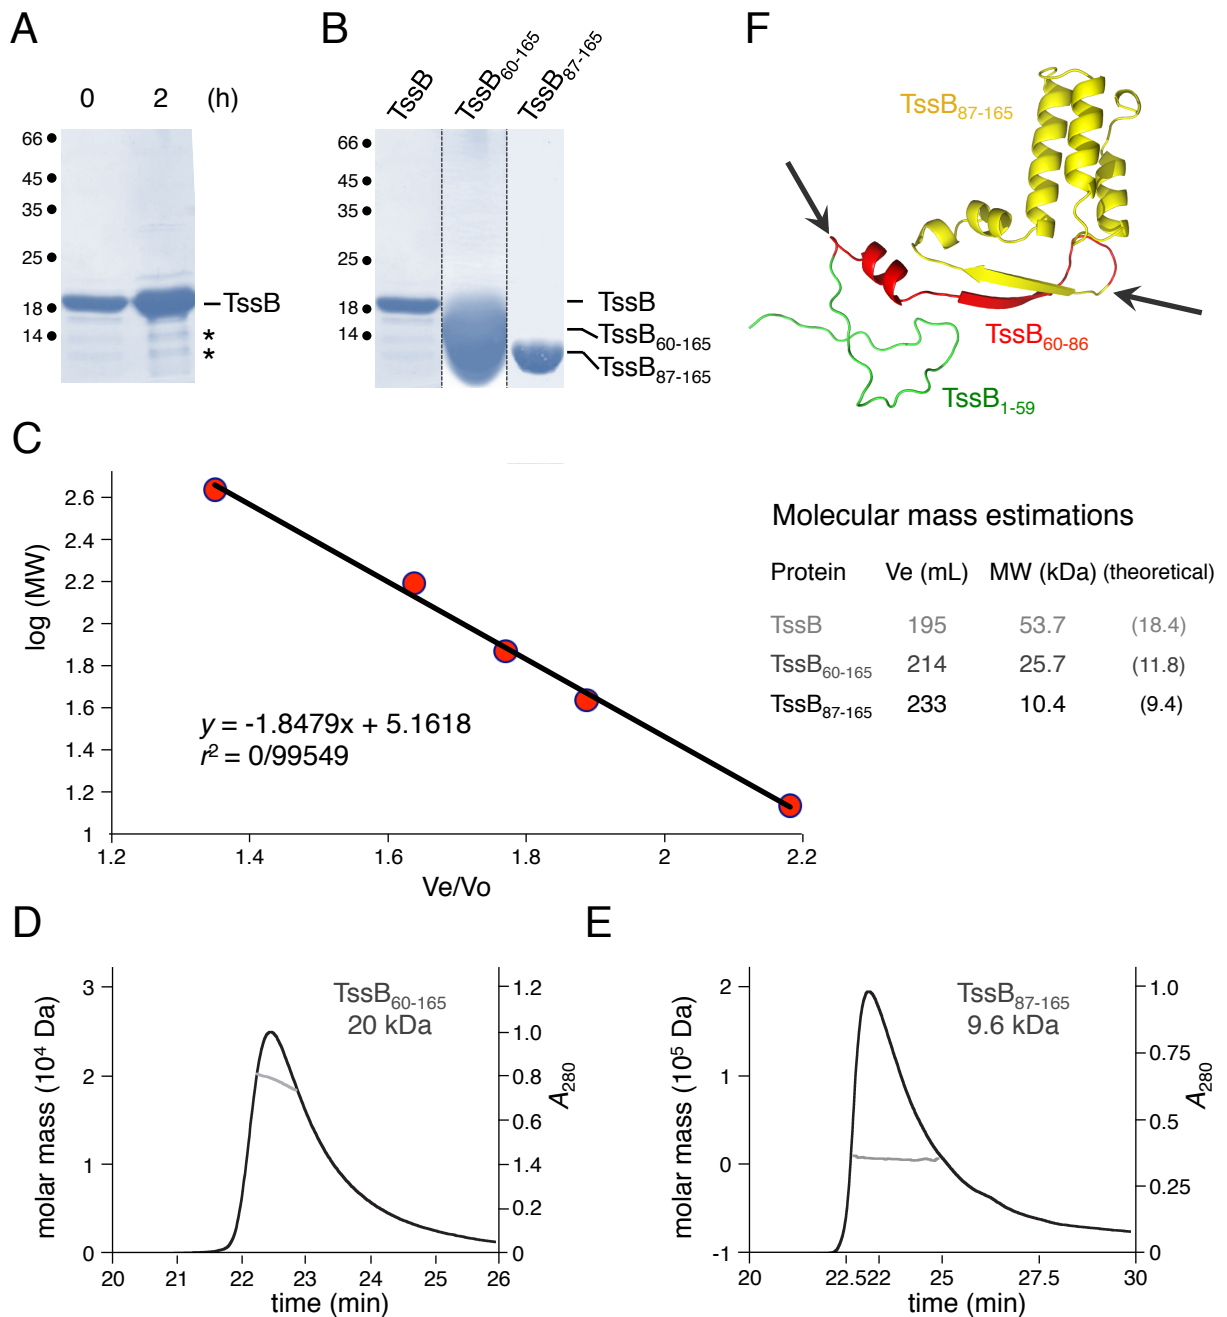 A
0 2 (h)
66
45
35
25
18
14
TssB
*
*
B
TssB
TssB60-165
TssB87-165
66
45
35
25
18
14
TssB
TssB60-165
TssB87-165
F
TssB87-165
TssB60-86
TssB1-59
C
log (MW)
2.6
2.4
2.2
2
1.8
1.6
1.4
1.2
1
1.2 1.4 1.6 1.8 2 2.2
Ve/Vo
y = -1.8479x + 5.1618
r2 = 0/99549
Molecular mass estimations
Protein Ve (mL) MW (kDa) (theoretical)
TssB 195 53.7 (18.4)
TssB60-165 214 25.7 (11.8)
TssB87-165 233 10.4 (9.4)
D
molar mass (104 Da)
3
2
1
0
TssB60-165
20 kDa
1.2
1.0
0.8
0.6
1.4
0.2
0
A280
20 21 22 23 24 25 26
time (min)
E
molar mass (105 Da)
2
1
0
-1
TssB87-165
9.6 kDa
1.0
0.75
0.5
0.25
0
A280
20 22.522 25 27.5 30
time (min)